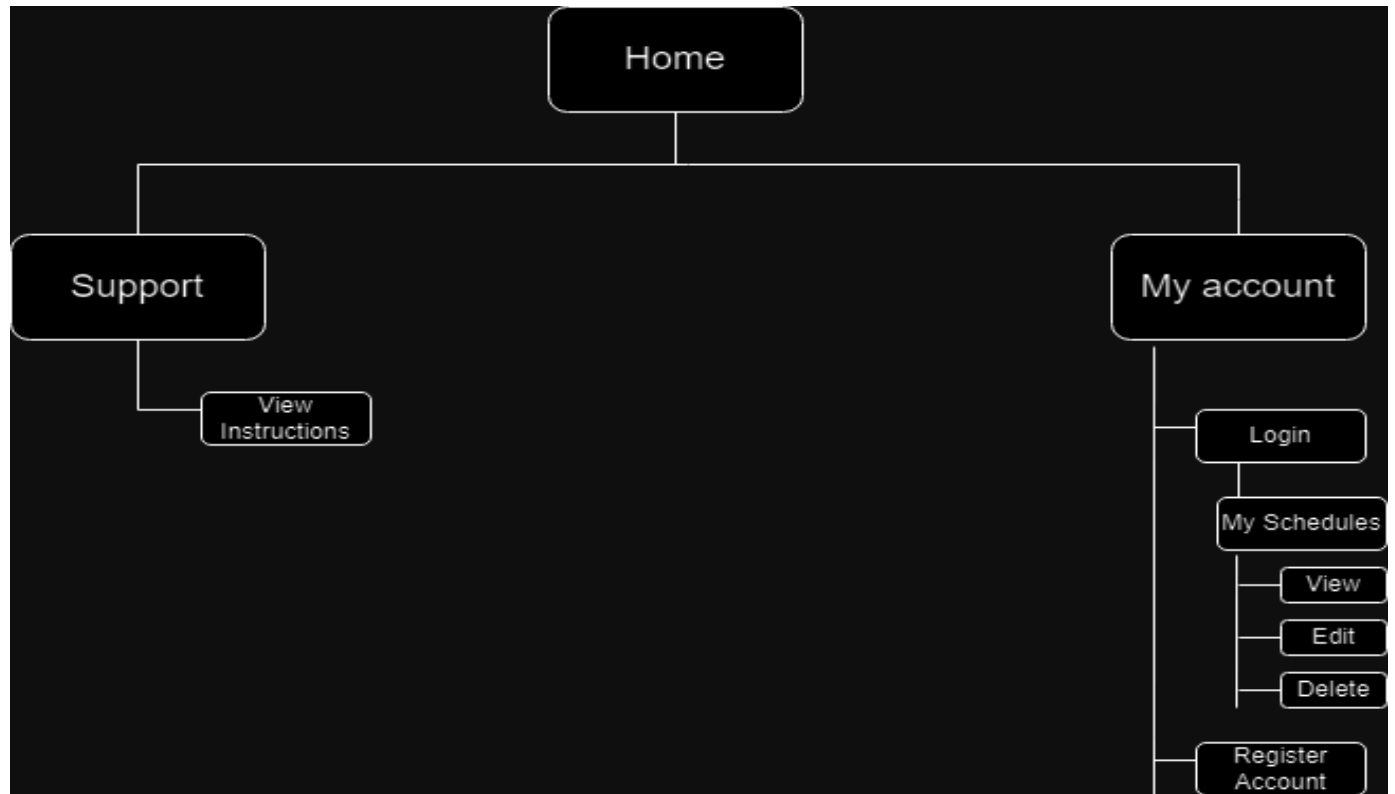 Home
Support
My account
View
Instructions
Login
My Schedules
View
Edit
Delete
Register
Account